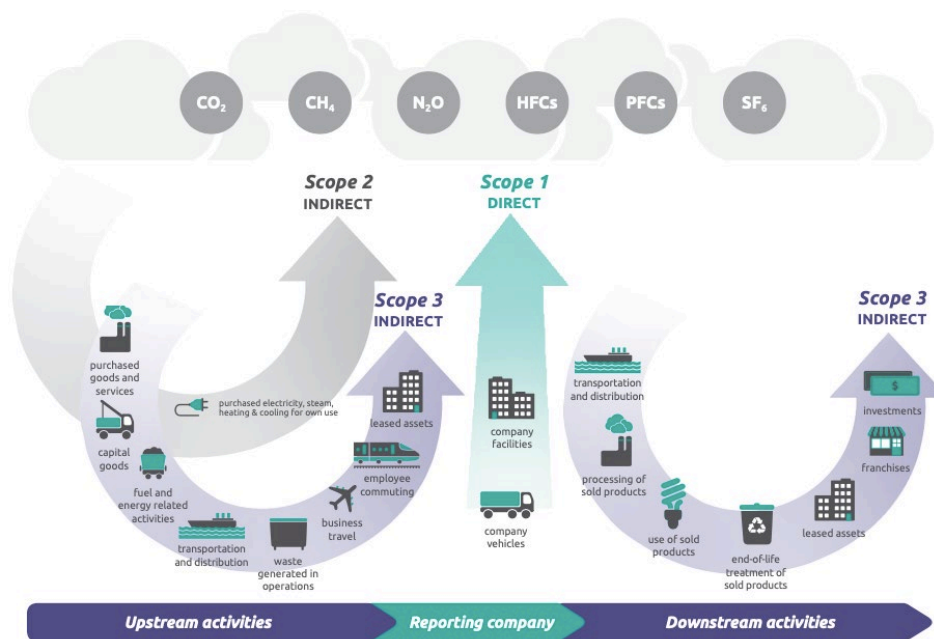 CO₂
CH₄
N₂O
HFCs
PFCs
SF₆
Scope 2
INDIRECT
Scope 1
DIRECT
Scope 3
INDIRECT
Scope 3
INDIRECT
purchased
goods and
services
capital
goods
fuel and
energy related
activities
purchased electricity, steam,
heating & cooling for own use
transportation
and distribution
waste
generated in
operations
business
travel
employee
commuting
leased assets
company
facilities
company
vehicles
transportation
and distribution
processing of
sold products
use of sold
products
end-of-life
treatment of
sold products
leased assets
franchises
$
investments
Upstream activities
Reporting company
Downstream activities